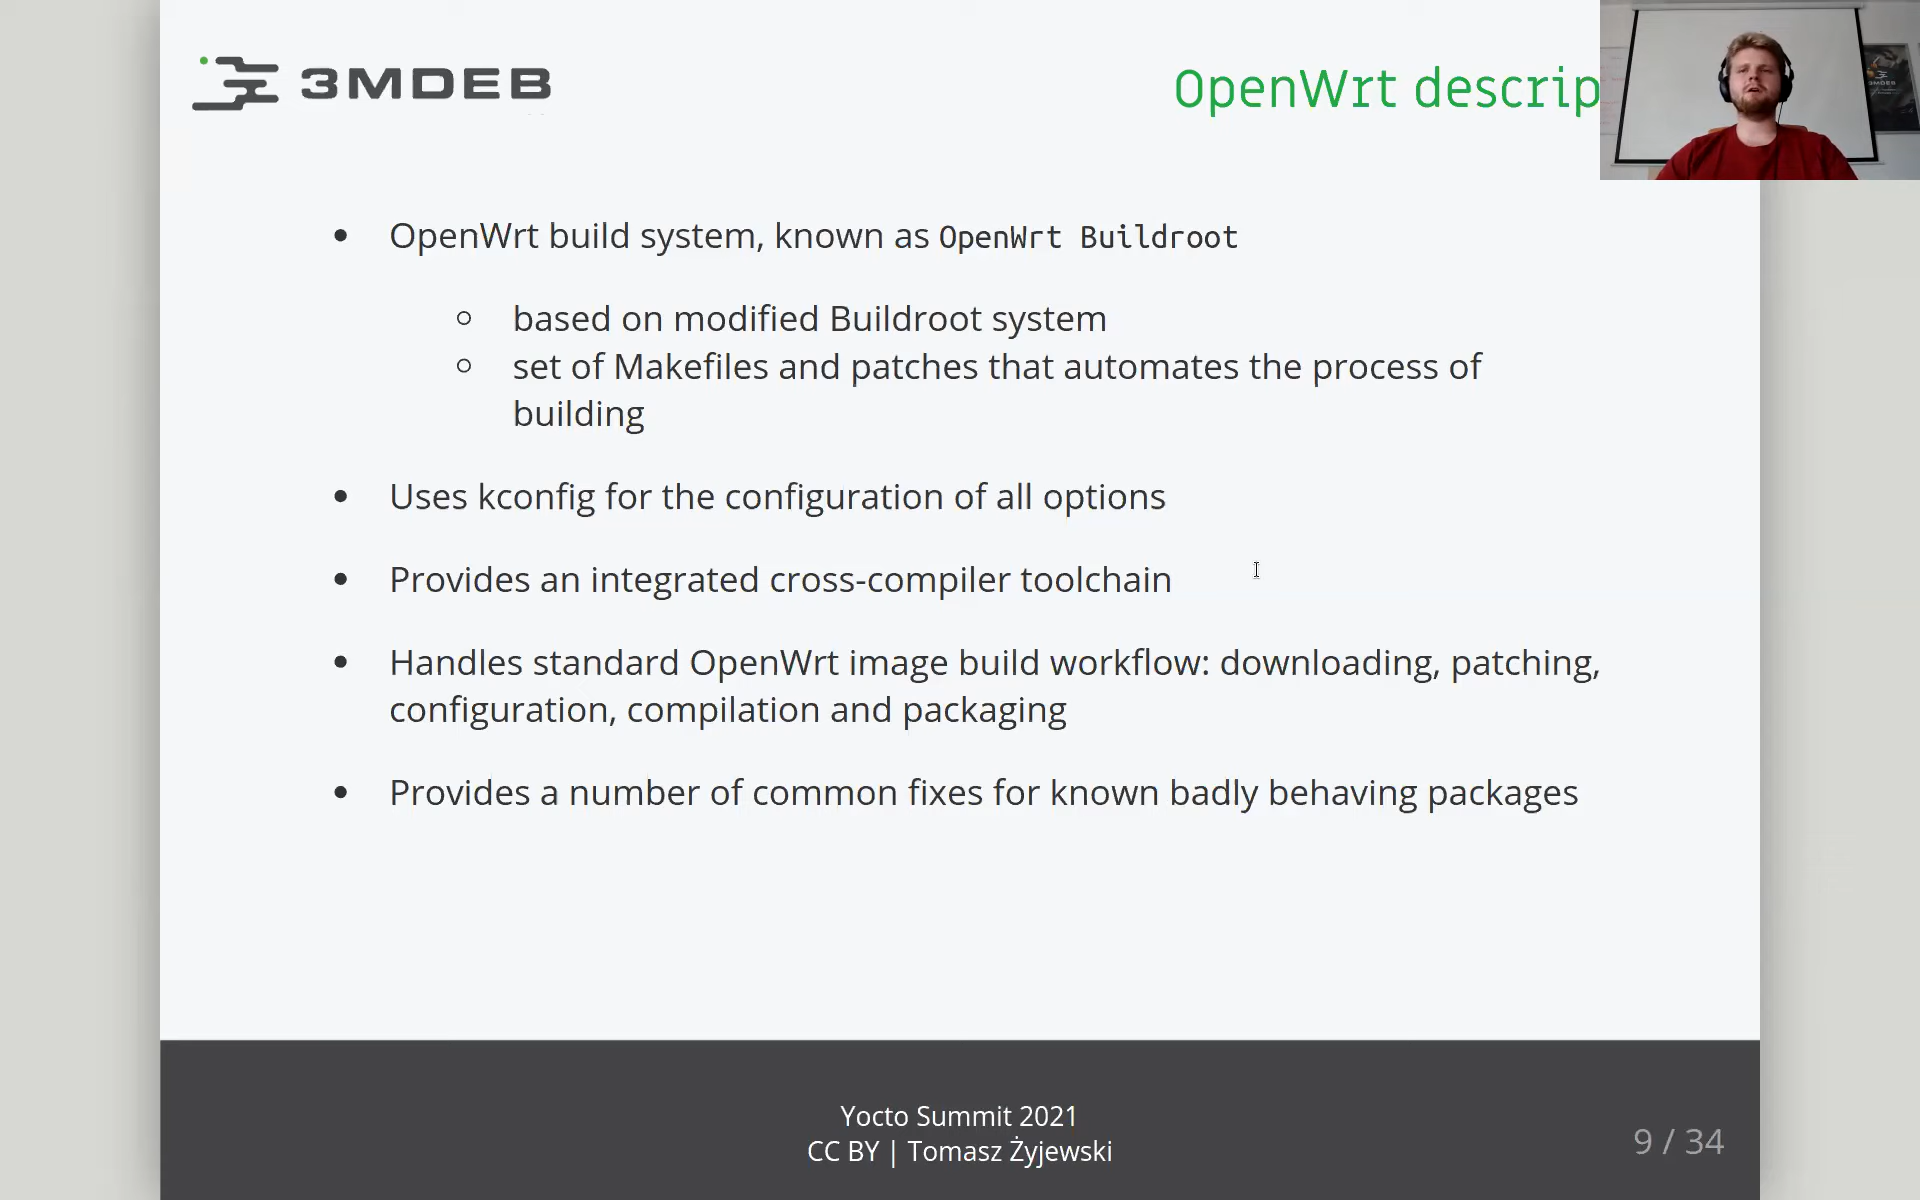 3MDEB
OpenWrt descrip
OpenWrt build system, known as OpenWrt Buildroot
based on modified Buildroot system
set of Makefiles and patches that automates the process of
building
Uses kconfig for the configuration of all options
Provides an integrated cross-compiler toolchain
Handles standard OpenWrt image build workflow: downloading, patching,
configuration, compilation and packaging
Provides a number of common fixes for known badly behaving packages
Yocto Summit 2021
CC BY | Tomasz Żyjewski
9 / 34